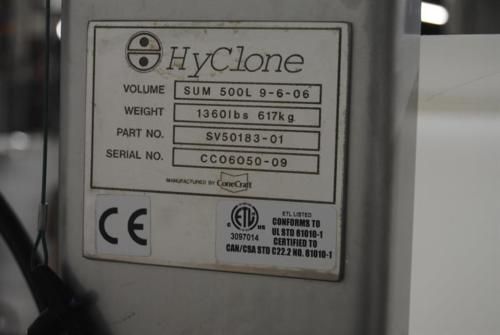 HyClone
VOLUME SUM 500L 9-6-06
WEIGHT 1360lbs 617kg
PART NO. SV50183-01
SERIAL NO. CC06050-09
MANUFACTURED BY ConeCraft
CE
ETL
C US
3097014
ETL LISTED
CONFORMS TO
UL STD 61010-1
CERTIFIED TO
CAN/CSA STD C22.2 NO. 61010-1